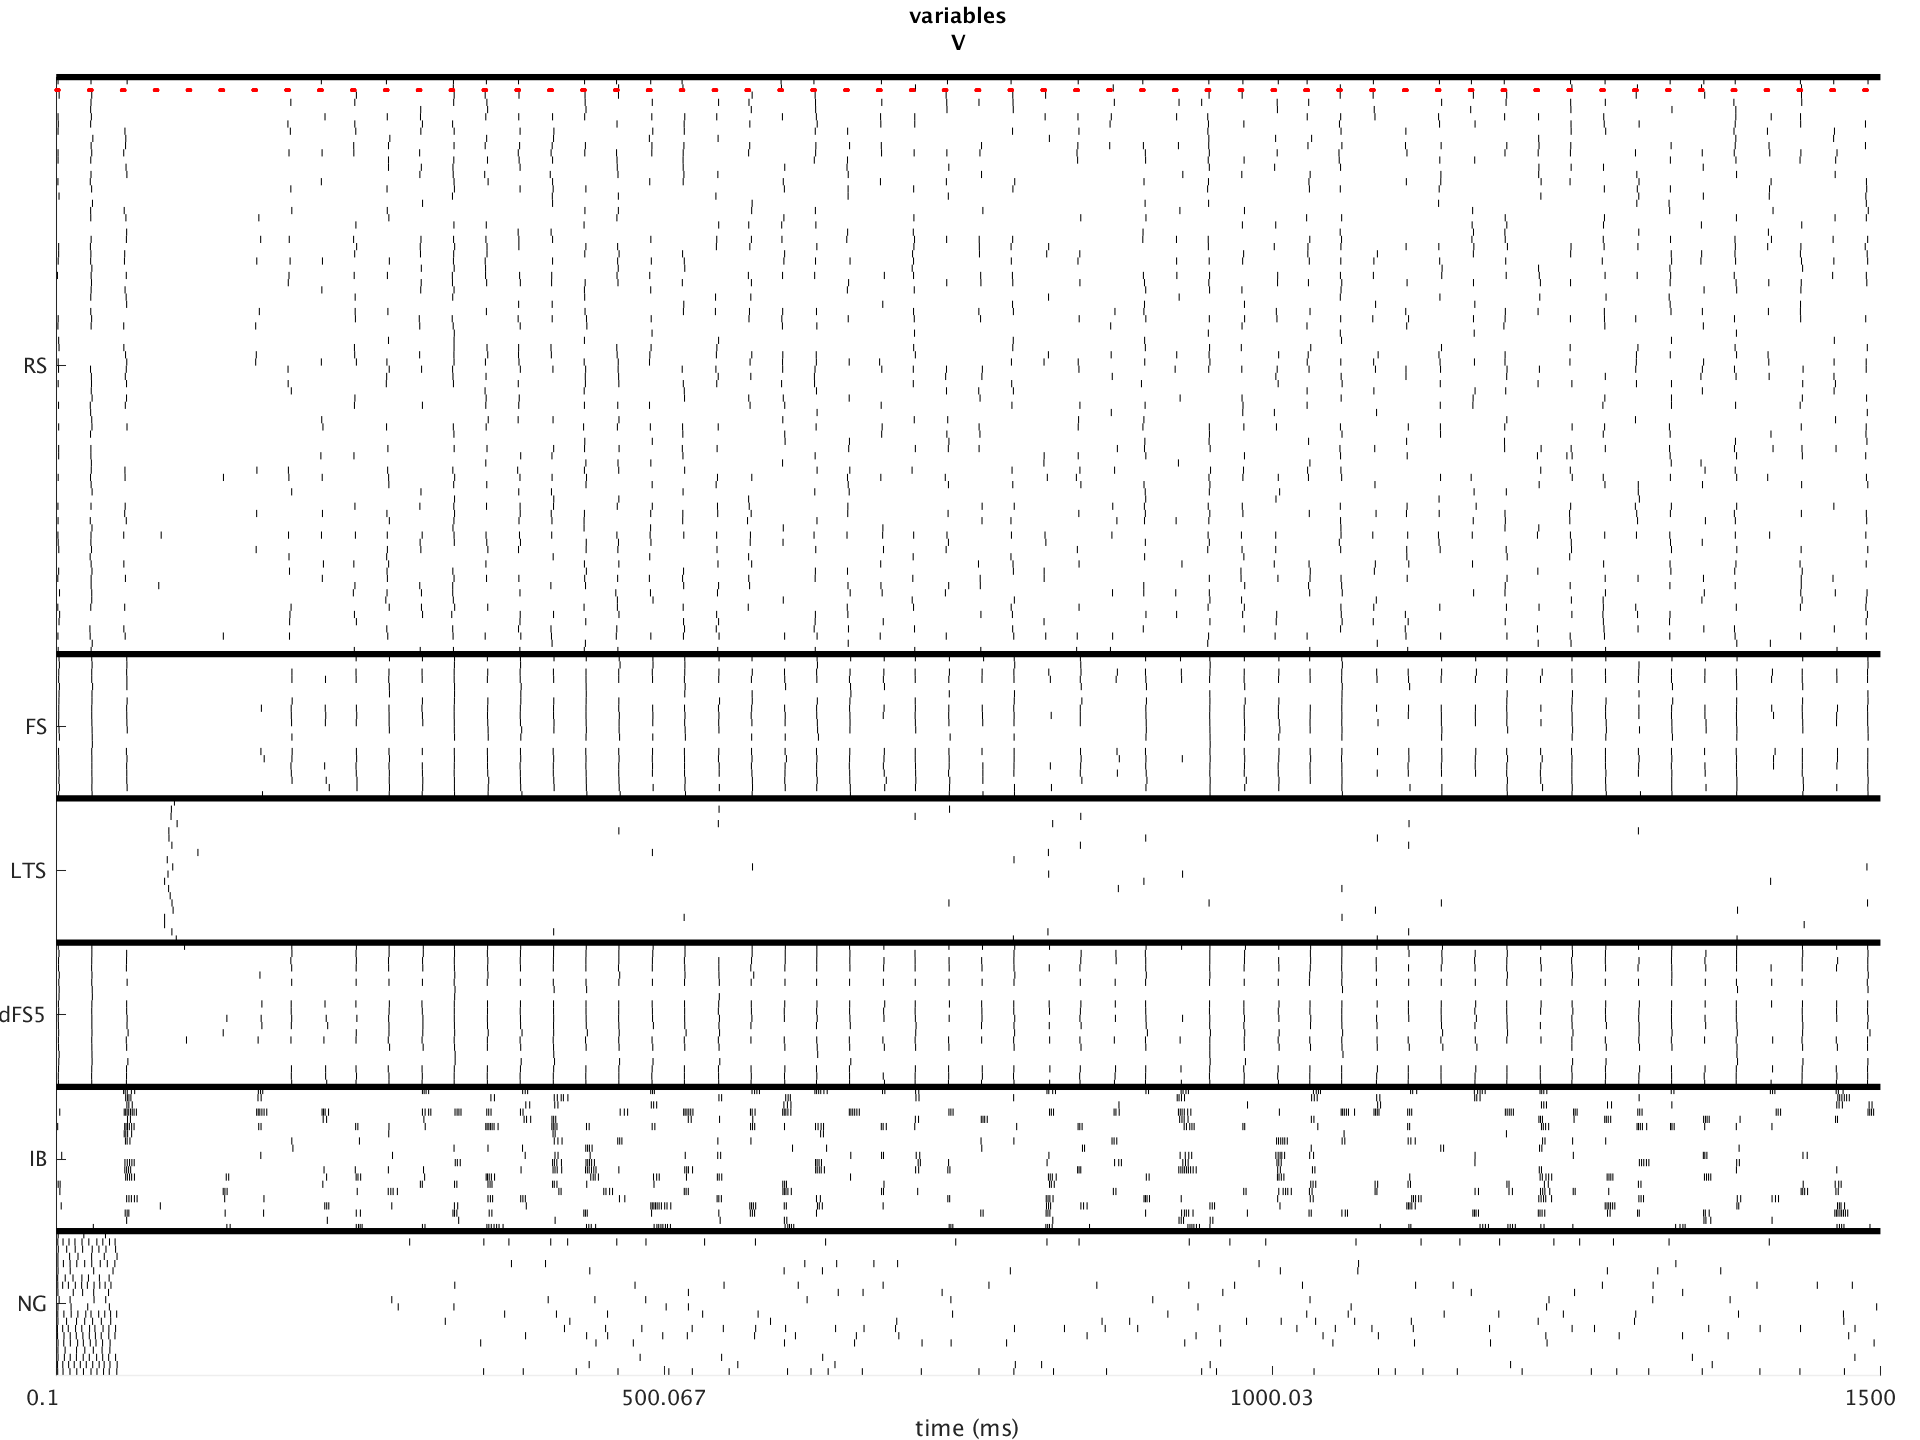 variables
V
RS
FS
LTS
dFS5
IB
NG
0.1
500.067
1000.03
1500
time (ms)